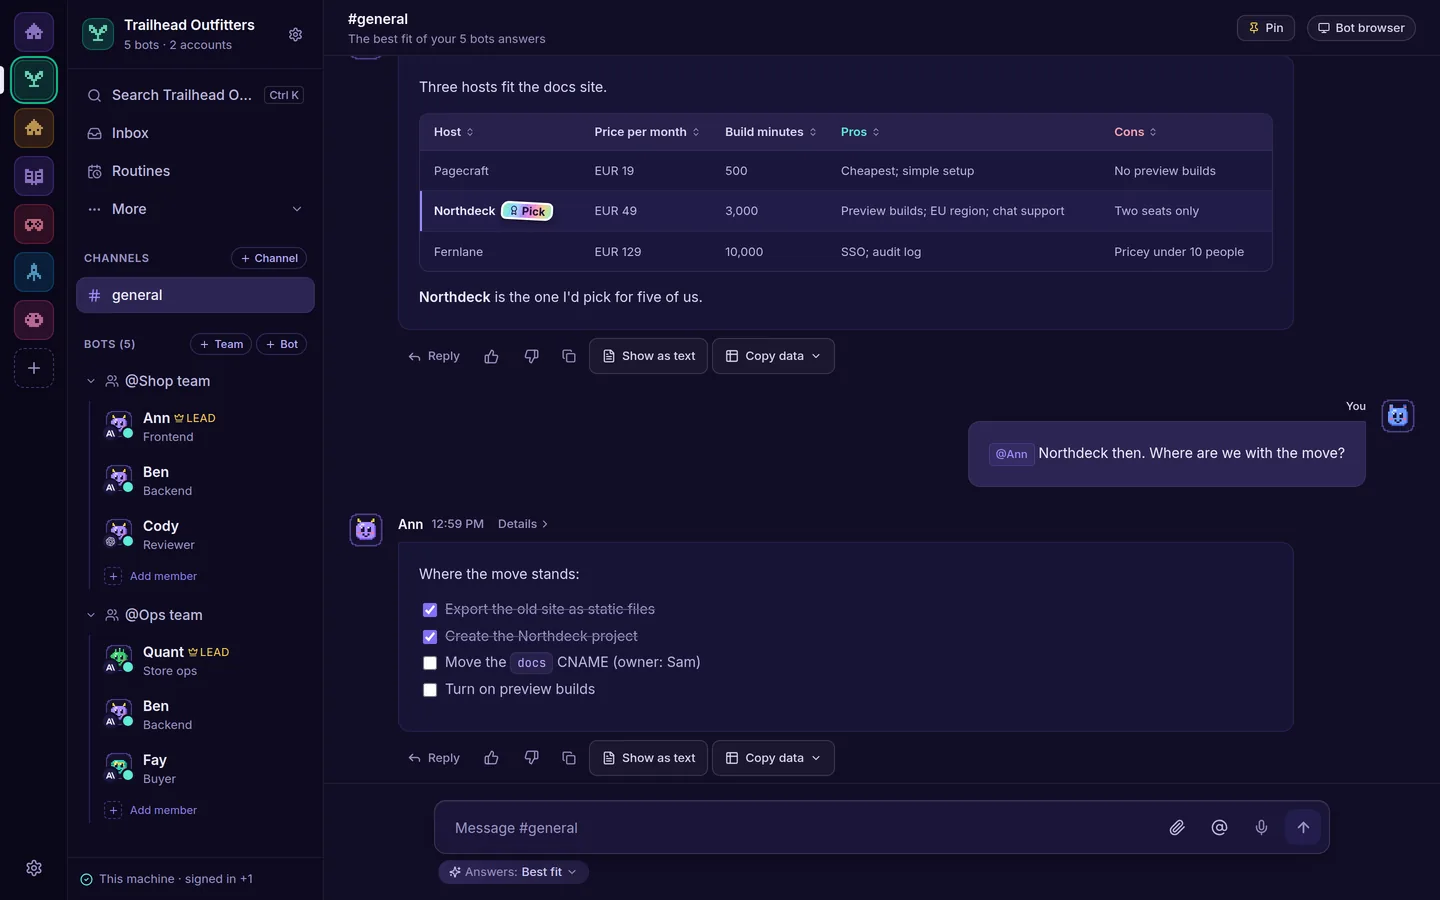 Trailhead Outfitters
5 bots · 2 accounts
Search Trailhead O... Ctrl K
Inbox
Routines
More
CHANNELS + Channel
# general
BOTS (5) + Team + Bot
@Shop team
Ann LEAD
Frontend
Ben
Backend
Cody
Reviewer
Add member
@Ops team
Quant LEAD
Store ops
Ben
Backend
Fay
Buyer
Add member
This machine · signed in +1
#general
The best fit of your 5 bots answers
Pin Bot browser
Three hosts fit the docs site.
Host Price per month Build minutes Pros Cons
Pagecraft EUR 19 500 Cheapest; simple setup No preview builds
Northdeck Pick EUR 49 3,000 Preview builds; EU region; chat support Two seats only
Fernlane EUR 129 10,000 SSO; audit log Pricey under 10 people
Northdeck is the one I'd pick for five of us.
Reply Show as text Copy data
You
@Ann Northdeck then. Where are we with the move?
Ann 12:59 PM Details
Where the move stands:
Export the old site as static files
Create the Northdeck project
Move the docs CNAME (owner: Sam)
Turn on preview builds
Reply Show as text Copy data
Message #general
Answers: Best fit